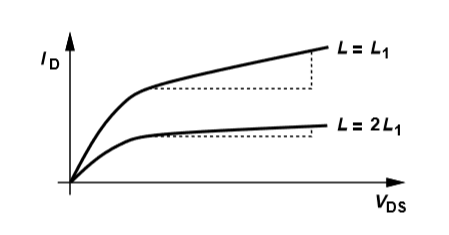 I_D
L = L_1
L = 2L_1
V_DS